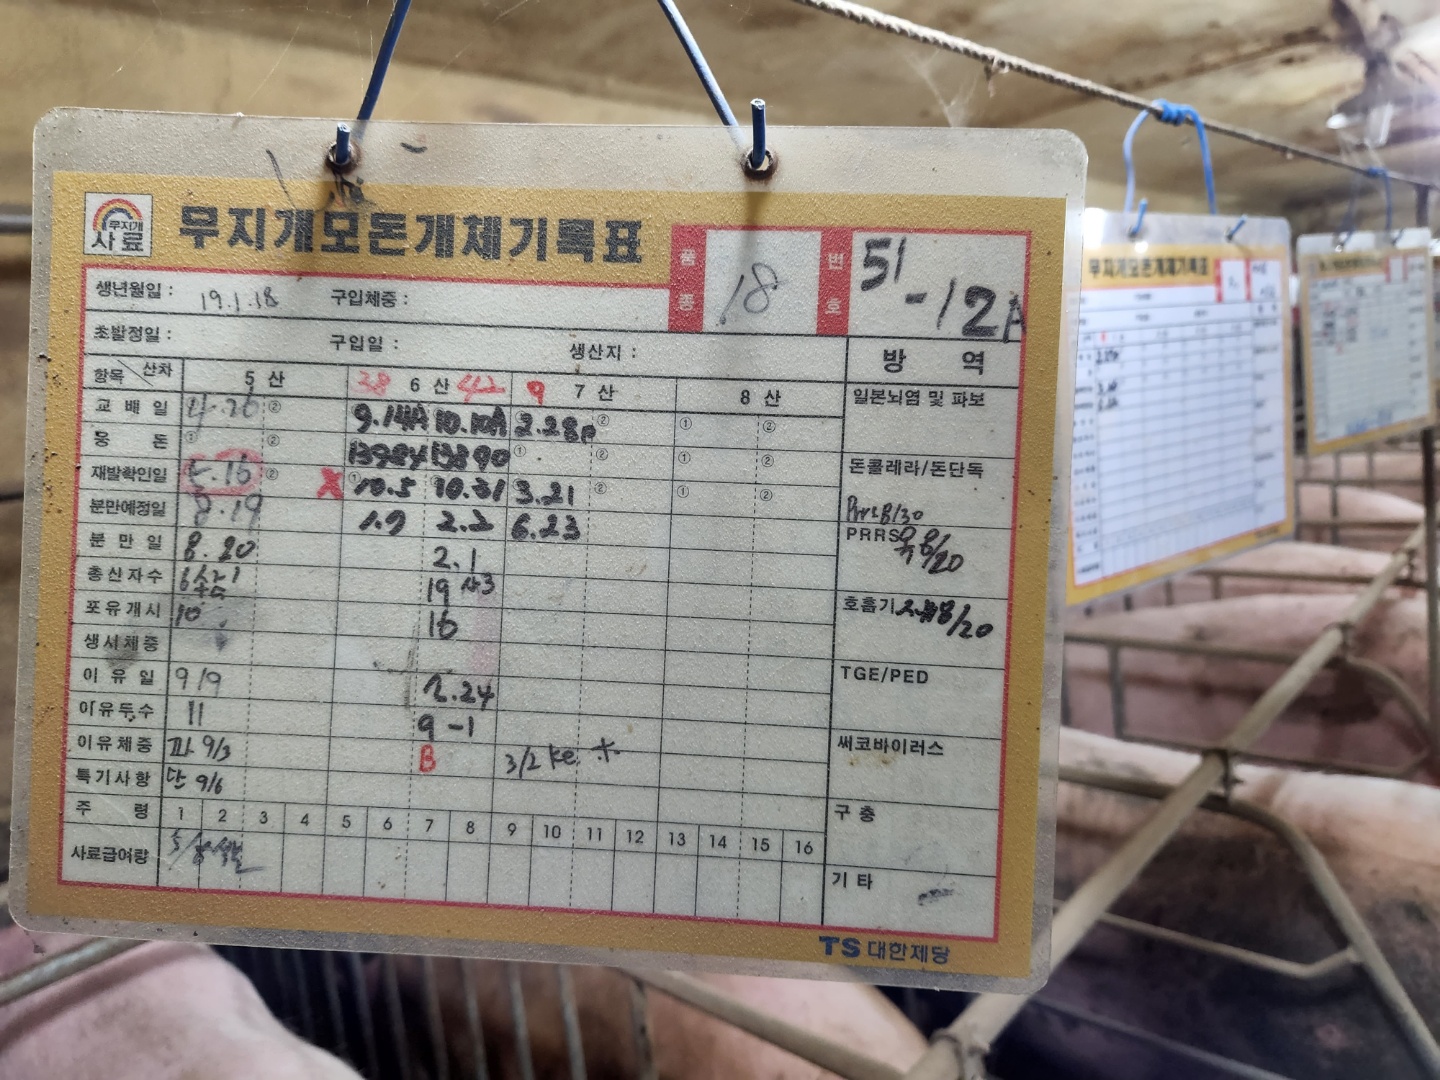 무지개
사료
무지개모돈개체기록표
품종
18
번호
51
-12A
생년월일 : 19.1.18 구입체중 :
초발정일 : 구입일 : 생산지 :
방 역
항목 산차 5 산 28 6 산 42 9 7 산 8 산
교배일 4.26 ② 9.14A 10.10A 2.28P ② ① ②
웅돈 ① ② ① ② ① ②
재발확인일 5.16 ② X ① 10.5 10.31 3.21 ② ① ②
분만예정일 8.19 1.7 2.2 6.23
분만일 8.20 2.1
총산자수 19
포유개시 10 16
생시체중
이유일 9/9 2.24
이유두수 11 9 -1
이유체중 9/3 B 3/2 ke +
특기사항 9/6
주령 1 2 3 4 5 6 7 8 9 10 11 12 13 14 15 16
사료급여량
일본뇌염 및 파보
돈콜레라/돈단독
8/30
PRRS 8/20
호흡기 8/20
TGE/PED
써코바이러스
구충
기타
TS 대한제당
무지개모돈개체기록표